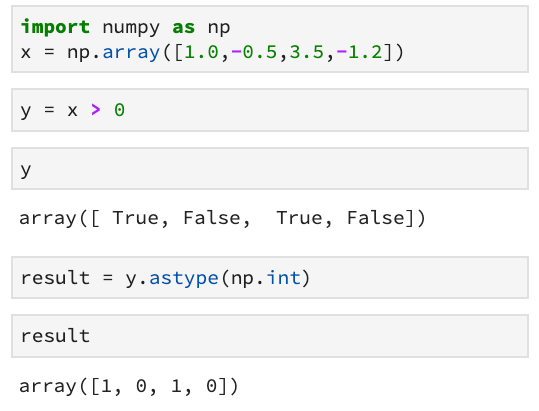 import numpy as np
x = np.array([1.0,-0.5,3.5,-1.2])
y = x > 0
y
array([ True, False,  True, False])
result = y.astype(np.int)
result
array([1, 0, 1, 0])